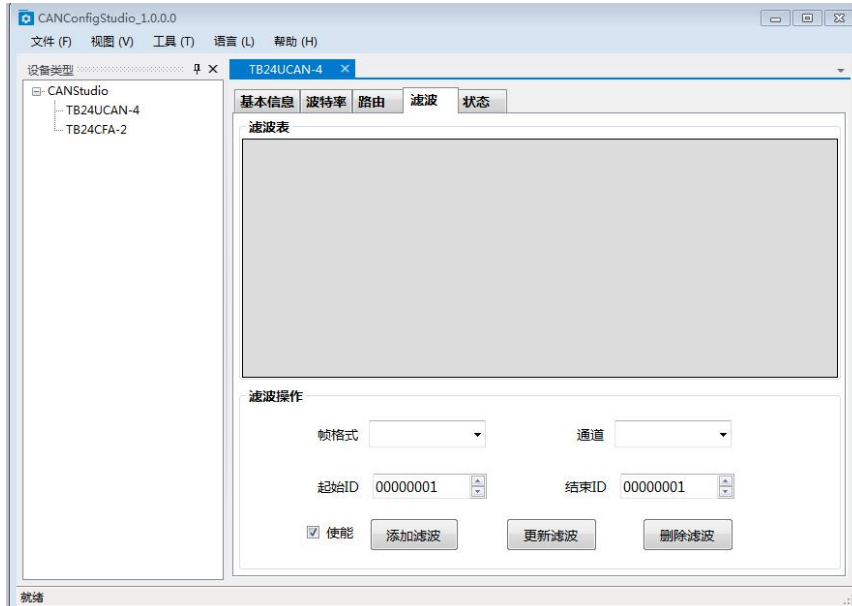 CANConfigStudio_1.0.0.0
文件 (F) 视图 (V) 工具 (T) 语言 (L) 帮助 (H)
设备类型
CANStudio
TB24UCAN-4
TB24CFA-2
TB24UCAN-4
基本信息 波特率 路由 滤波 状态
滤波表
滤波操作
帧格式 通道
起始ID 00000001 结束ID 00000001
使能 添加滤波 更新滤波 删除滤波
就绪